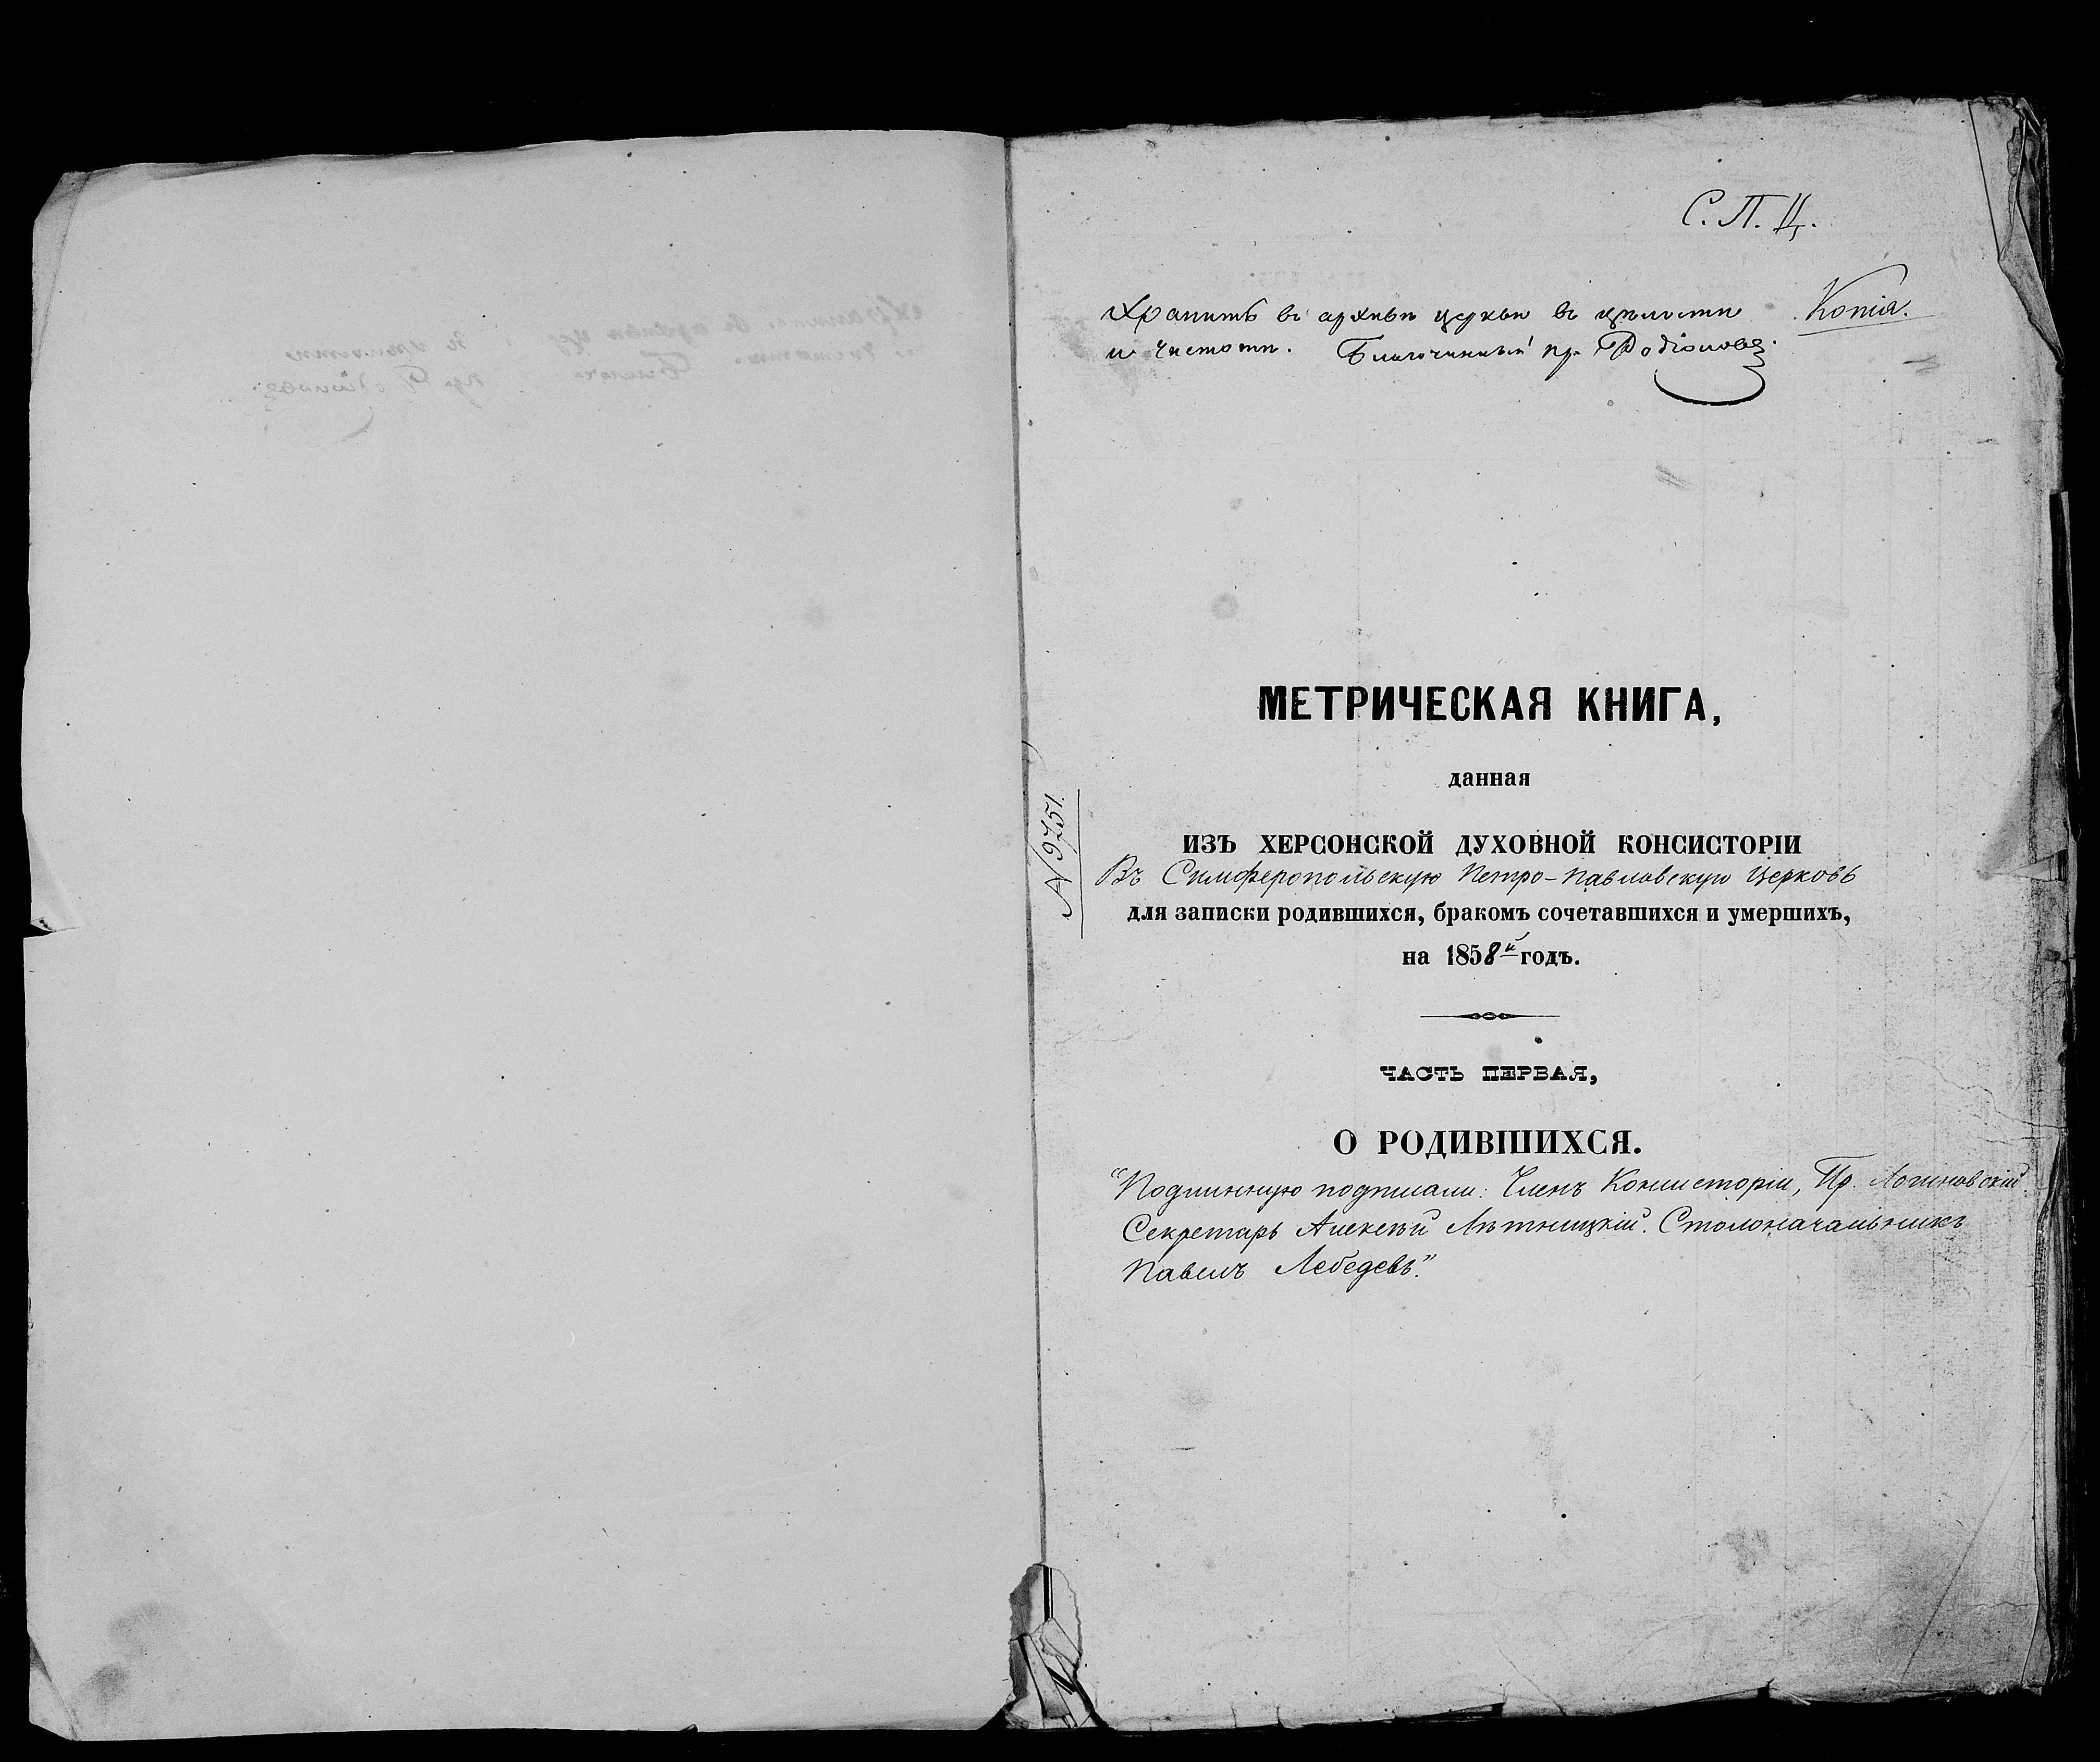 С. П. Ц.
Копія.
Хранить въ архивѣ церкви въ цѣлости
и чистотѣ. Благочинный пр. Родіоновъ.
МЕТРИЧЕСКАЯ КНИГА,
данная
ИЗЪ ХЕРСОНСКОЙ ДУХОВНОЙ КОНСИСТОРІИ
Въ Симферопольскую Петро-Павловскую Церковь
для записки родившихся, бракомъ сочетавшихся и умершихъ,
на 1858й годъ.
№ 9751.
ЧАСТЬ ПЕРВАЯ,
О РОДИВШИХСЯ.
"Подлинную подписали: Членъ Консисторіи, Пр. Логиновскій
Секретарь Алексѣй Лѣтницкій. Столоначальникъ
Павелъ Лебедевъ."